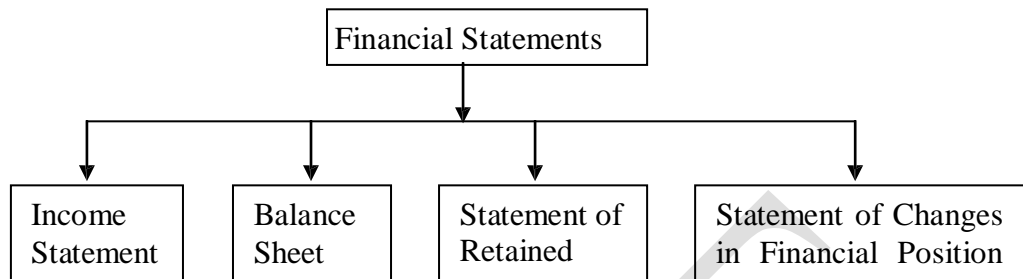 Financial Statements
Income
Statement
Balance
Sheet
Statement of
Retained
Statement of Changes
in Financial Position